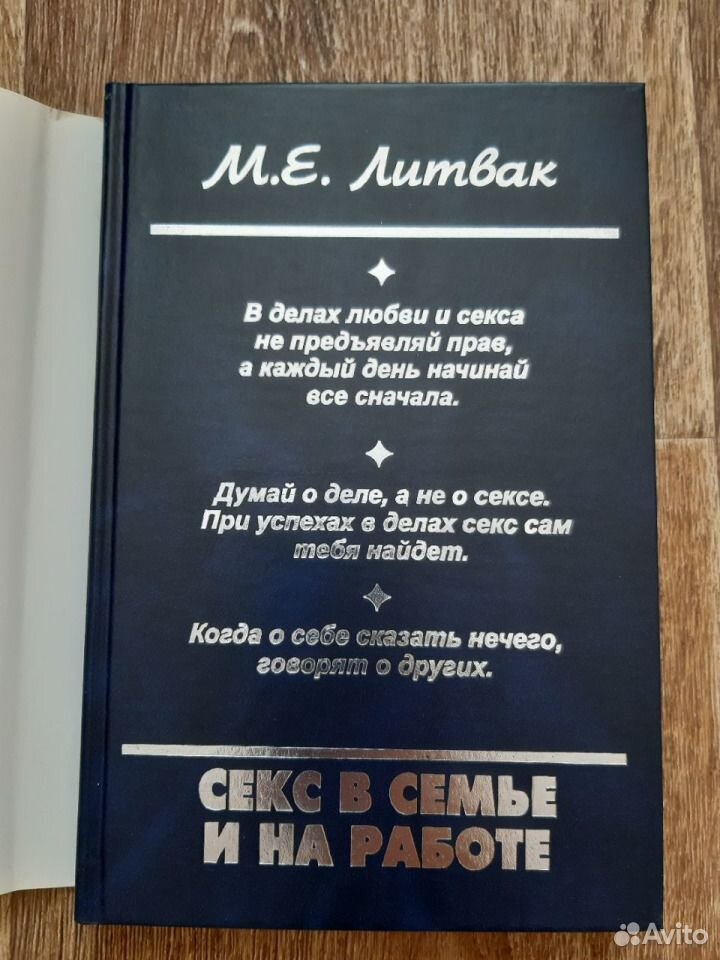 М.Е. Литвак
В делах любви и секса
не предъявляй прав,
а каждый день начинай
все сначала.
Думай о деле, а не о сексе.
При успехах в делах секс сам
тебя найдет.
Когда о себе сказать нечего,
говорят о других.
СЕКС В СЕМЬЕ
И НА РАБОТЕ
Avito